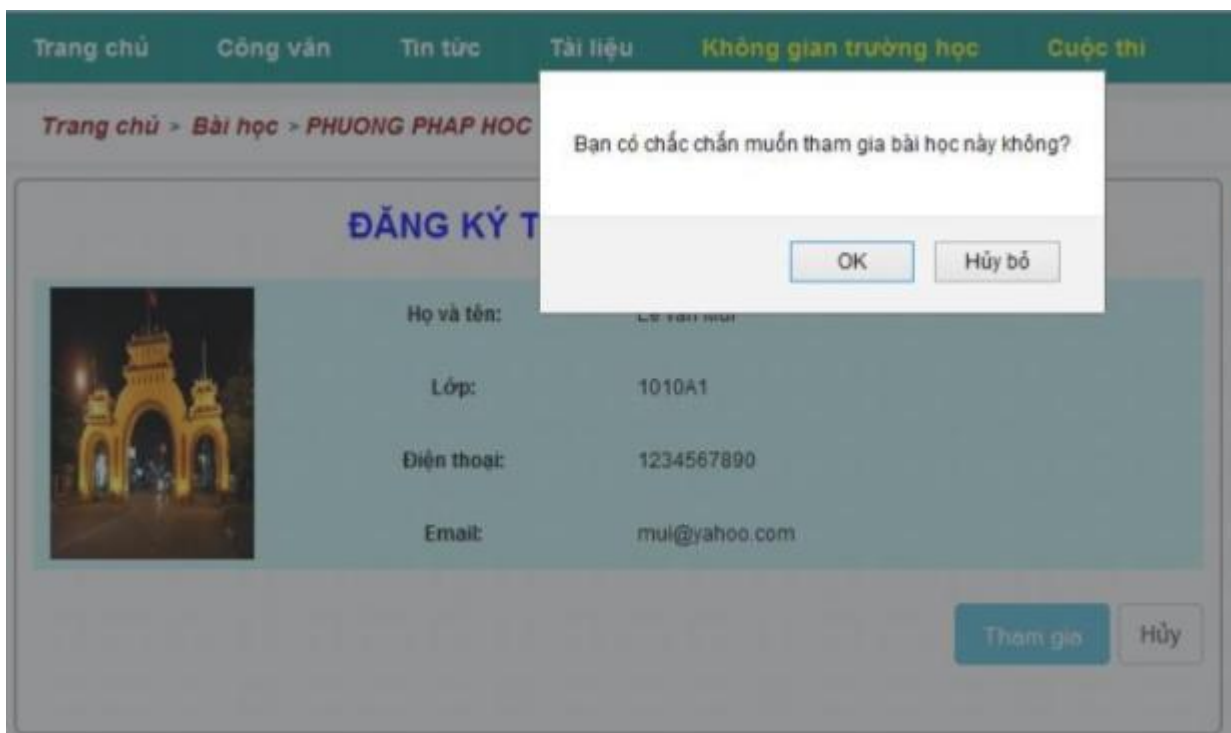 Trang chủ Công văn Tin tức Tài liệu Không gian trường học Cuộc thi
Trang chủ > Bài học > PHUONG PHAP HOC
Bạn có chắc chắn muốn tham gia bài học này không?
OK Hủy bỏ
ĐĂNG KÝ T
Họ và tên:
Lớp: 1010A1
Điện thoại: 1234567890
Email: mui@yahoo.com
Tham gia Hủy